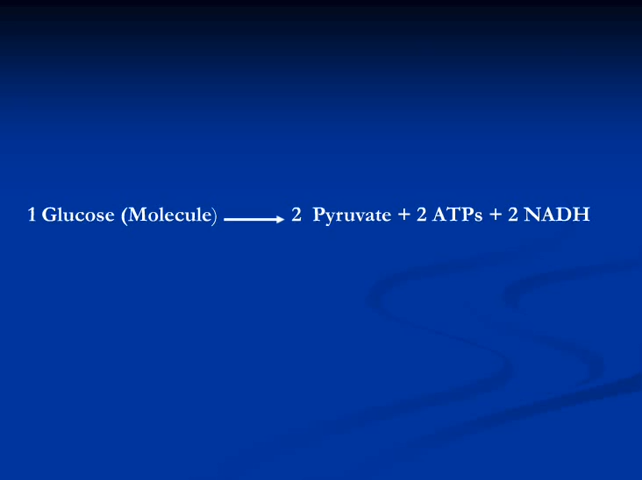 1 Glucose (Molecule) ⟶ 2 Pyruvate + 2 ATPs + 2 NADH